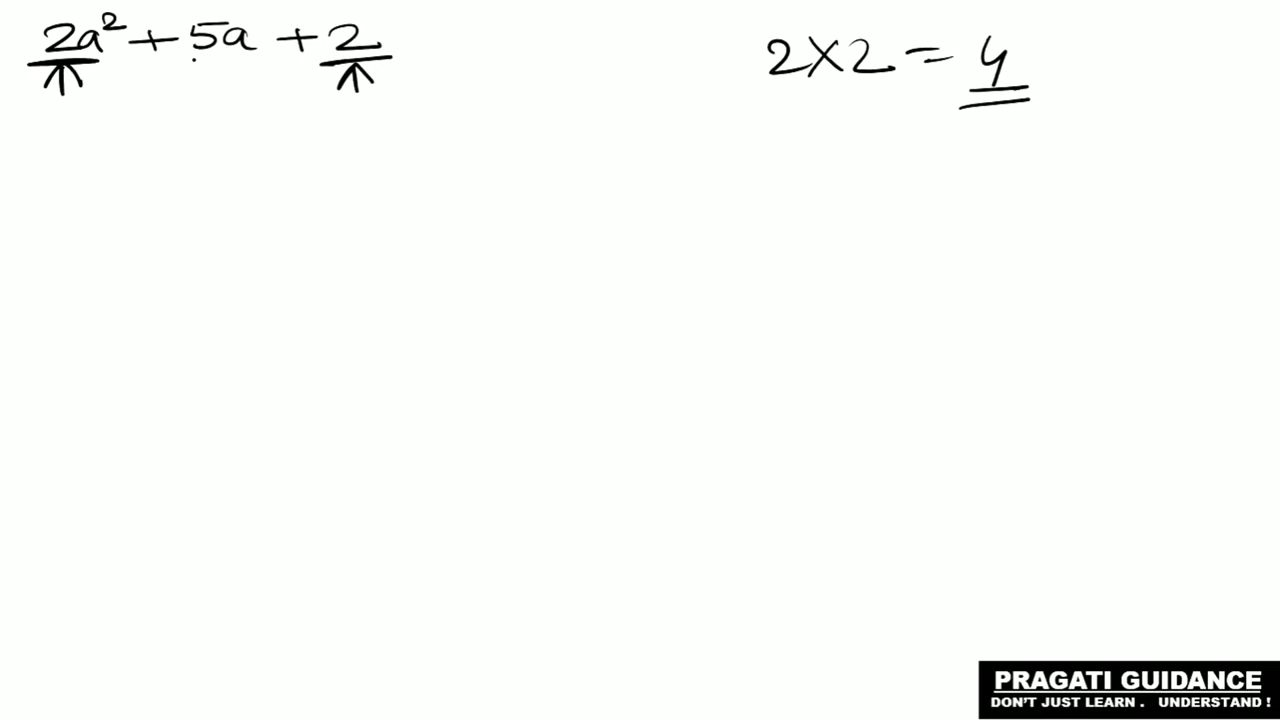 2a² + 5a + 2
2×2 = 4
PRAGATI GUIDANCE
DON'T JUST LEARN . UNDERSTAND !